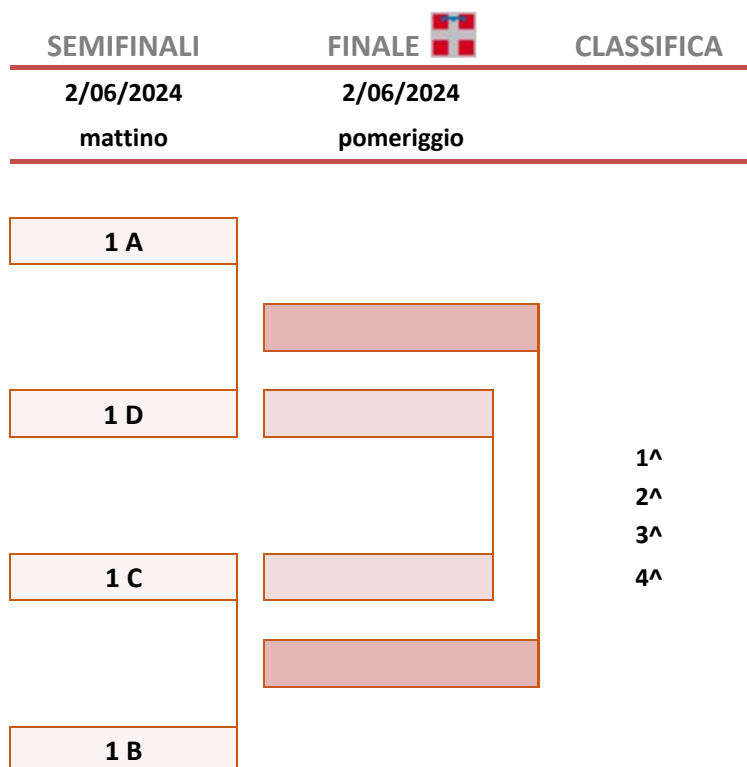 SEMIFINALI FINALE CLASSIFICA
2/06/2024 2/06/2024
mattino pomeriggio
1 A
1 D
1^
2^
3^
1 C 4^
1 B